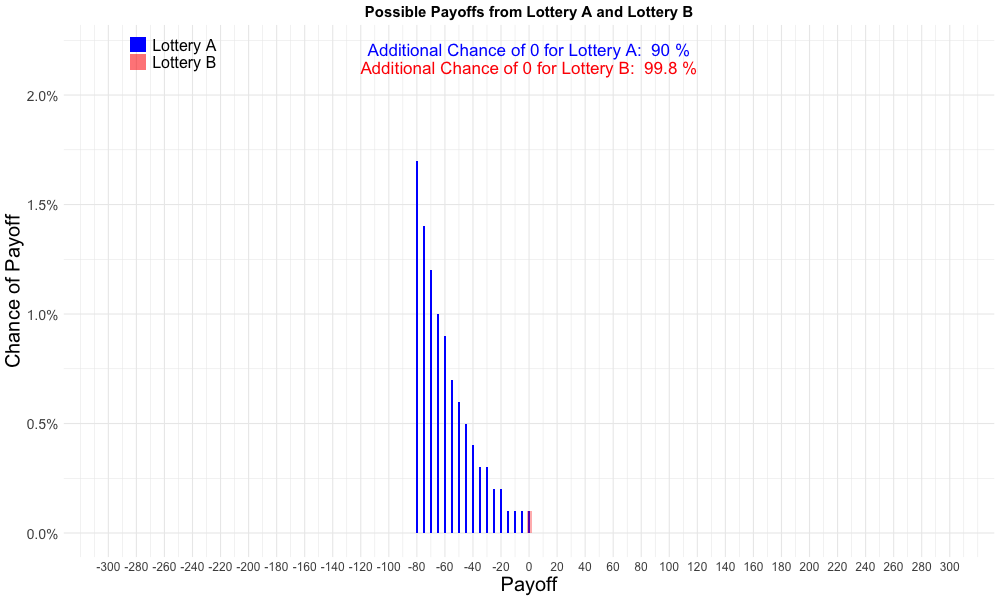 Possible Payoffs from Lottery A and Lottery B
Lottery A
Lottery B
Additional Chance of 0 for Lottery A:  90 %
Additional Chance of 0 for Lottery B:  99.8 %
Chance of Payoff
2.0%
1.5%
1.0%
0.5%
0.0%
-300 -280 -260 -240 -220 -200 -180 -160 -140 -120 -100 -80 -60 -40 -20 0 20 40 60 80 100 120 140 160 180 200 220 240 260 280 300
Payoff